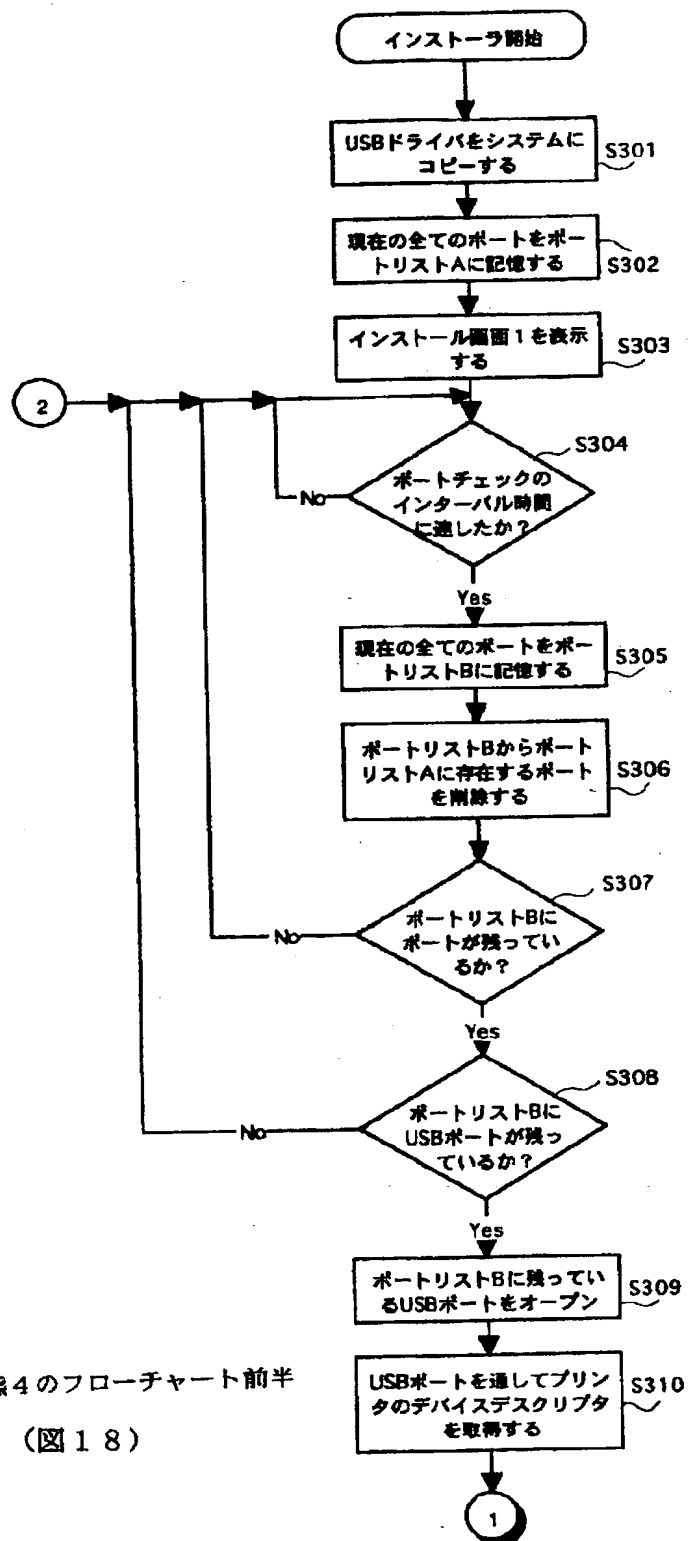 インストーラ開始
USBドライバをシステムに
コピーする
S301
現在の全てのポートをポー
トリストAに記憶する
S302
インストール画面1を表示
する
S303
2
S304
ポートチェックの
インターバル時間
に達したか？
No
Yes
現在の全てのポートをポー
トリストBに記憶する
S305
ポートリストBからポート
リストAに存在するポート
を削除する
S306
S307
ポートリストBに
ポートが残ってい
るか？
No
Yes
S308
ポートリストBに
USBポートが残っ
ているか？
No
Yes
ポートリストBに残ってい
るUSBポートをオープン
S309
USBポートを通してプリン
タのデバイスデスクリプタ
を取得する
S310
4のフローチャート前半
（図18）
1